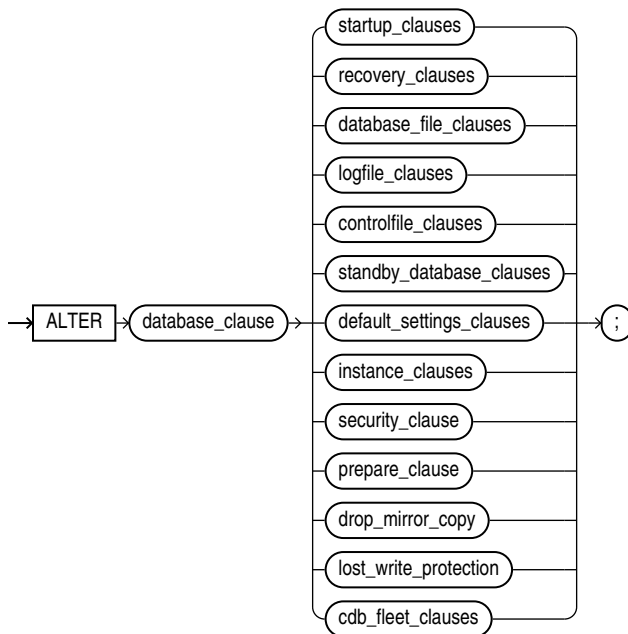 startup_clauses
recovery_clauses
database_file_clauses
logfile_clauses
controlfile_clauses
standby_database_clauses
ALTER database_clause default_settings_clauses ;
instance_clauses
security_clause
prepare_clause
drop_mirror_copy
lost_write_protection
cdb_fleet_clauses